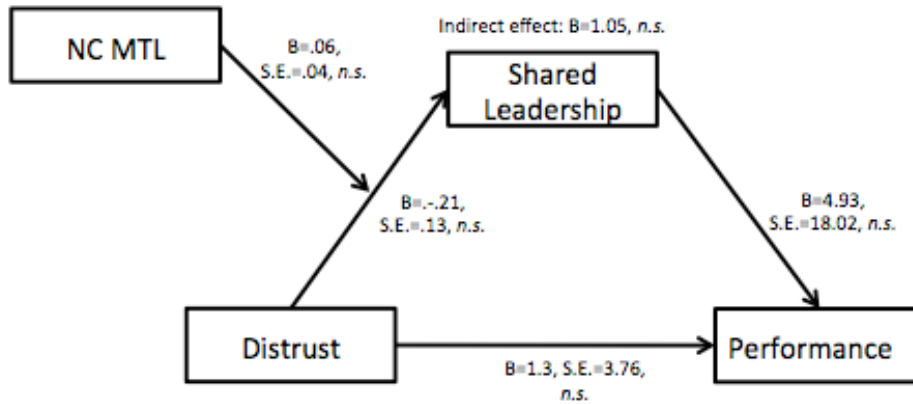 Indirect effect: B=1.05, n.s.
NC MTL
B=.06,
S.E.=.04, n.s.
Shared
Leadership
B=.-.21,
S.E.=.13, n.s.
B=4.93,
S.E.=18.02, n.s.
Distrust
Performance
B=1.3, S.E.=3.76,
n.s.